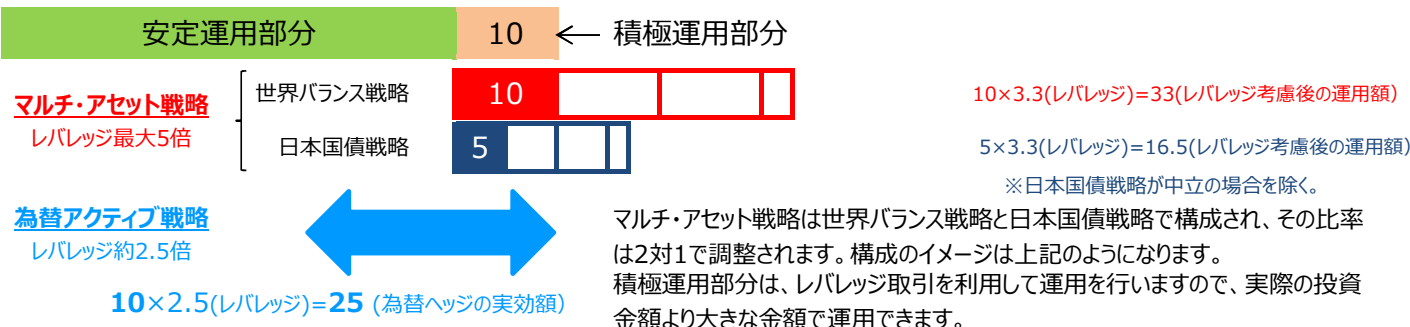 安定運用部分
10
積極運用部分
マルチ・アセット戦略
レバレッジ最大5倍
世界バランス戦略
10
10×3.3(レバレッジ)=33(レバレッジ考慮後の運用額)
日本国債戦略
5
5×3.3(レバレッジ)=16.5(レバレッジ考慮後の運用額)
※日本国債戦略が中立の場合を除く。
為替アクティブ戦略
レバレッジ約2.5倍
10×2.5(レバレッジ)=25 (為替ヘッジの実効額)
マルチ・アセット戦略は世界バランス戦略と日本国債戦略で構成され、その比率
は2対1で調整されます。構成のイメージは上記のようになります。
積極運用部分は、レバレッジ取引を利用して運用を行いますので、実際の投資
金額より大きな金額で運用できます。